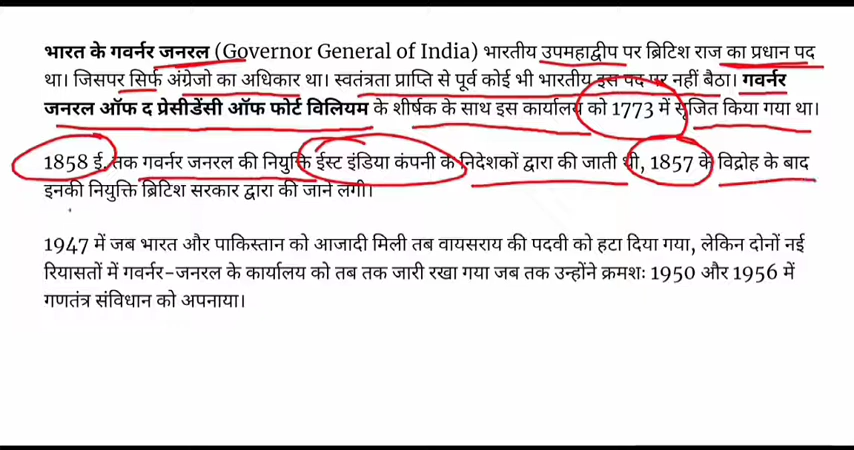 भारत के गवर्नर जनरल (Governor General of India) भारतीय उपमहाद्वीप पर ब्रिटिश राज का प्रधान पद
था। जिसपर सिर्फ अंग्रेजो का अधिकार था। स्वतंत्रता प्राप्ति से पूर्व कोई भी भारतीय इस पद पर नहीं बैठा। गवर्नर
जनरल ऑफ द प्रेसीडेंसी ऑफ फोर्ट विलियम के शीर्षक के साथ इस कार्यालय को 1773 में सृजित किया गया था।
1858 ई. तक गवर्नर जनरल की नियुक्ति ईस्ट इंडिया कंपनी के निदेशकों द्वारा की जाती थी, 1857 के विद्रोह के बाद
इनकी नियुक्ति ब्रिटिश सरकार द्वारा की जाने लगी।
1947 में जब भारत और पाकिस्तान को आजादी मिली तब वायसराय की पदवी को हटा दिया गया, लेकिन दोनों नई
रियासतों में गवर्नर-जनरल के कार्यालय को तब तक जारी रखा गया जब तक उन्होंने क्रमशः 1950 और 1956 में
गणतंत्र संविधान को अपनाया।